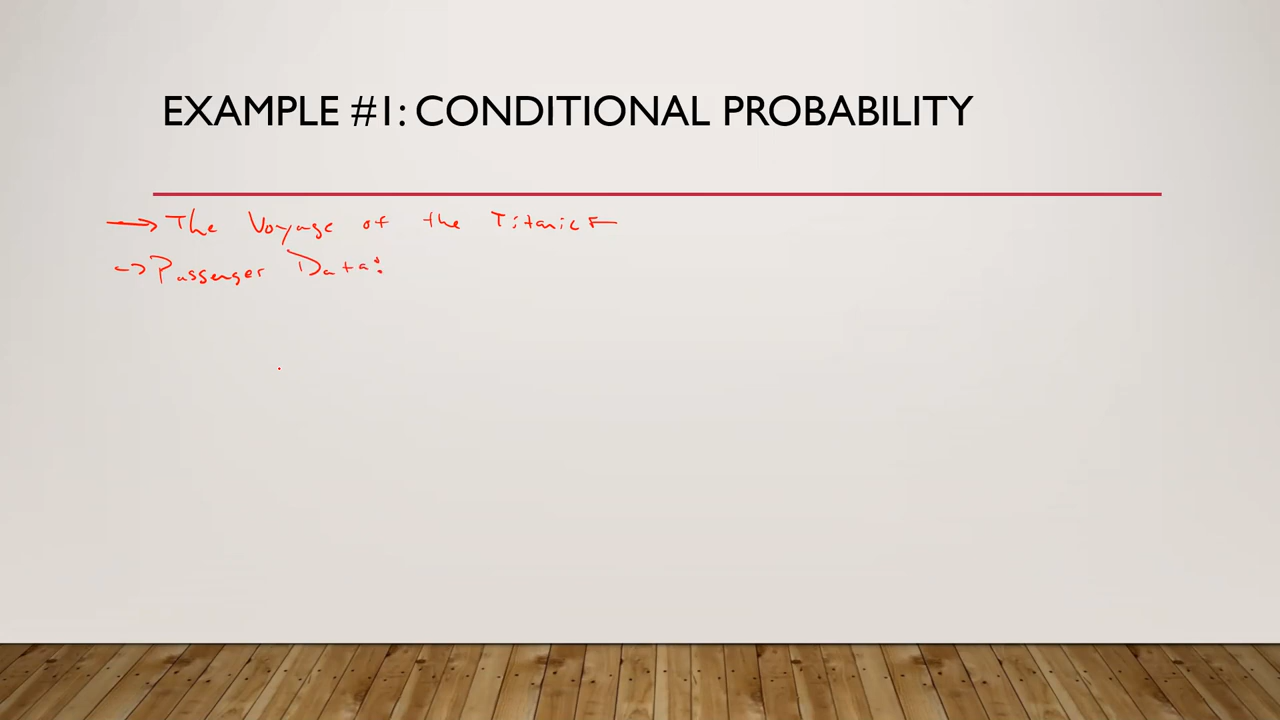 EXAMPLE #1: CONDITIONAL PROBABILITY
→ The Voyage of the Titanic ←
→ Passenger Data: